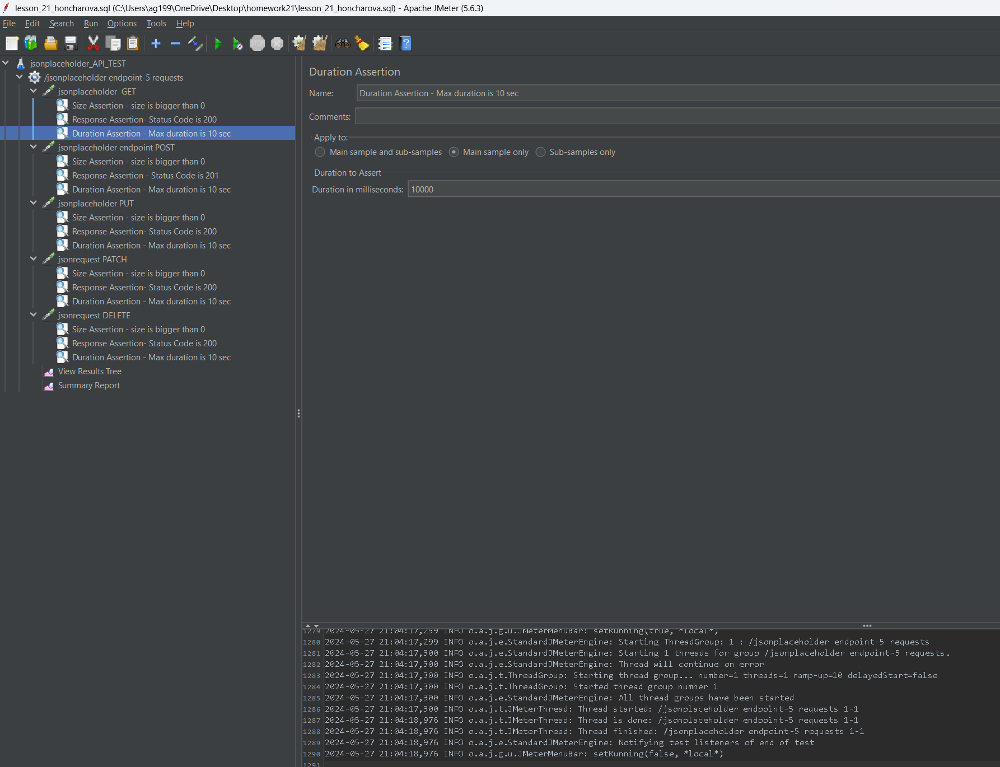 lesson_21_honcharova.sql (C:\Users\ag199\OneDrive\Desktop\homework21\lesson_21_honcharova.sql) - Apache JMeter (5.6.3)
File Edit Search Run Options Tools Help
STOP
jsonplaceholder_API_TEST
/jsonplaceholder endpoint-5 requests
jsonplaceholder  GET
Size Assertion - size is bigger than 0
Response Assertion- Status Code is 200
Duration Assertion - Max duration is 10 sec
jsonplaceholder endpoint POST
Size Assertion - size is bigger than 0
Response Assertion - Status Code is 201
Duration Assertion - Max duration is 10 sec
jsonplaceholder PUT
Size Assertion - size is bigger than 0
Response Assertion- Status Code is 200
Duration Assertion - Max duration is 10 sec
jsonrequest PATCH
Size Assertion - size is bigger than 0
Response Assertion- Status Code is 200
Duration Assertion - Max duration is 10 sec
jsonrequest DELETE
Size Assertion - size is bigger than 0
Response Assertion- Status Code is 200
Duration Assertion - Max duration is 10 sec
View Results Tree
Summary Report
Duration Assertion
Name: Duration Assertion - Max duration is 10 sec
Comments:
Apply to:
Main sample and sub-samples Main sample only Sub-samples only
Duration to Assert
Duration in milliseconds: 10000
1279 2024-05-27 21:04:17,259 INFO o.a.j.g.u.JMeterMenuBar: setRunning(true, *local*)
1280 2024-05-27 21:04:17,299 INFO o.a.j.e.StandardJMeterEngine: Starting ThreadGroup: 1 : /jsonplaceholder endpoint-5 requests
1281 2024-05-27 21:04:17,300 INFO o.a.j.e.StandardJMeterEngine: Starting 1 threads for group /jsonplaceholder endpoint-5 requests.
1282 2024-05-27 21:04:17,300 INFO o.a.j.e.StandardJMeterEngine: Thread will continue on error
1283 2024-05-27 21:04:17,300 INFO o.a.j.t.ThreadGroup: Starting thread group... number=1 threads=1 ramp-up=10 delayedStart=false
1284 2024-05-27 21:04:17,300 INFO o.a.j.t.ThreadGroup: Started thread group number 1
1285 2024-05-27 21:04:17,300 INFO o.a.j.e.StandardJMeterEngine: All thread groups have been started
1286 2024-05-27 21:04:17,300 INFO o.a.j.t.JMeterThread: Thread started: /jsonplaceholder endpoint-5 requests 1-1
1287 2024-05-27 21:04:18,976 INFO o.a.j.t.JMeterThread: Thread is done: /jsonplaceholder endpoint-5 requests 1-1
1288 2024-05-27 21:04:18,976 INFO o.a.j.t.JMeterThread: Thread finished: /jsonplaceholder endpoint-5 requests 1-1
1289 2024-05-27 21:04:18,976 INFO o.a.j.e.StandardJMeterEngine: Notifying test listeners of end of test
1290 2024-05-27 21:04:18,976 INFO o.a.j.g.u.JMeterMenuBar: setRunning(false, *local*)
1291